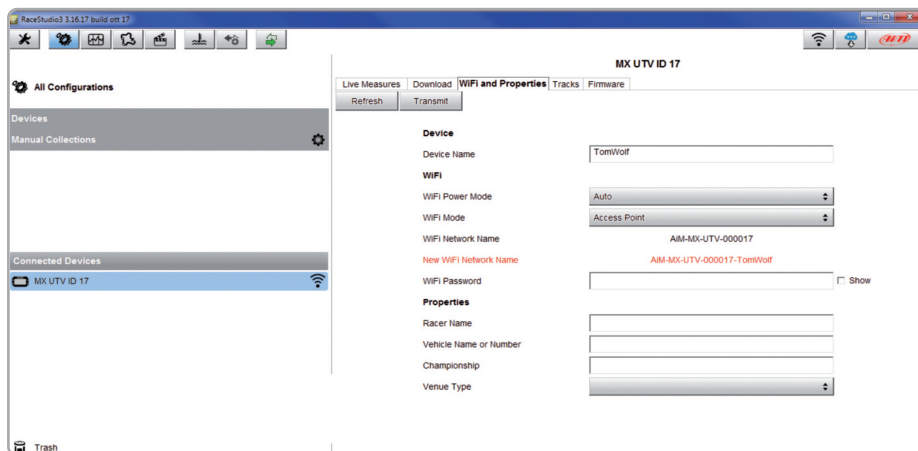 RaceStudio3 3.16.17 build ott 17
AiM
MX UTV ID 17
All Configurations
Live Measures Download WiFi and Properties Tracks Firmware
Refresh Transmit
Devices
Manual Collections
Device
Device Name TomWolf
WiFi
WiFi Power Mode Auto
WiFi Mode Access Point
WiFi Network Name AiM-MX-UTV-000017
Connected Devices
New WiFi Network Name AiM-MX-UTV-000017-TomWolf
MX UTV ID 17
WiFi Password Show
Properties
Racer Name
Vehicle Name or Number
Championship
Venue Type
Trash